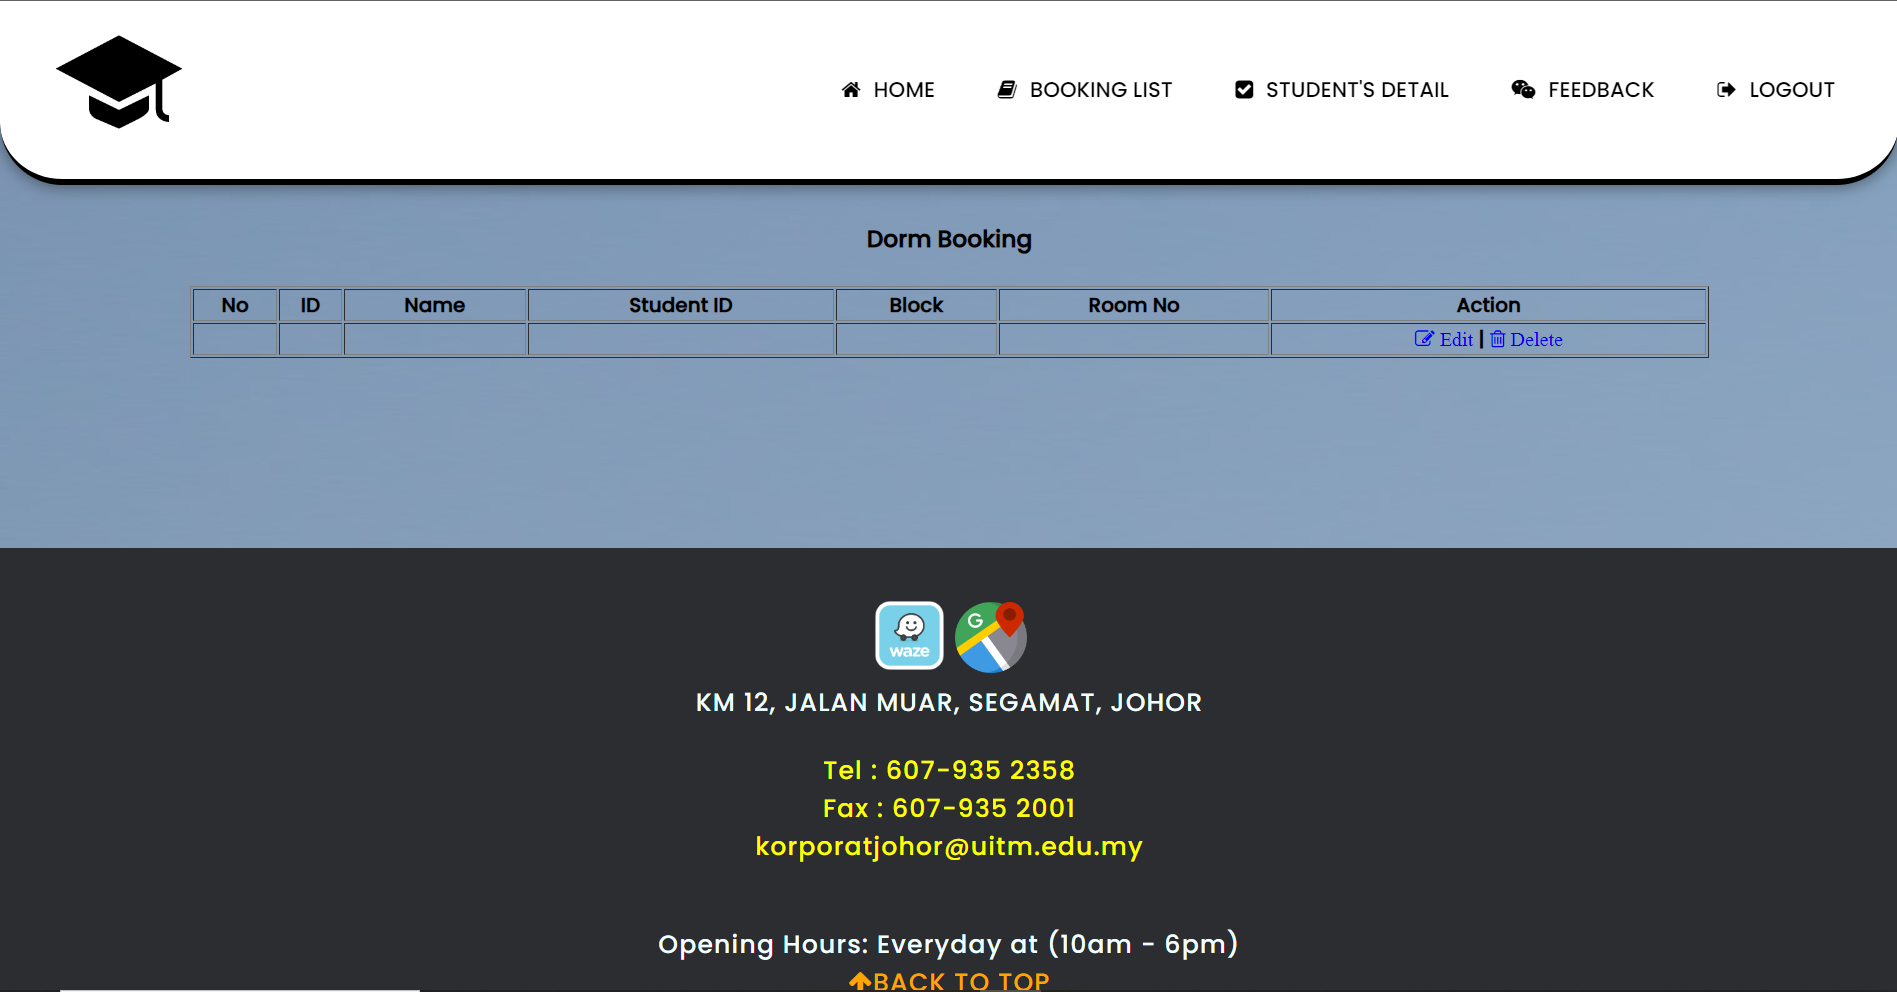 HOME BOOKING LIST STUDENT'S DETAIL FEEDBACK LOGOUT
Dorm Booking
No ID Name Student ID Block Room No Action
Edit | Delete
waze G
KM 12, JALAN MUAR, SEGAMAT, JOHOR
Tel : 607-935 2358
Fax : 607-935 2001
korporatjohor@uitm.edu.my
Opening Hours: Everyday at (10am - 6pm)
BACK TO TOP